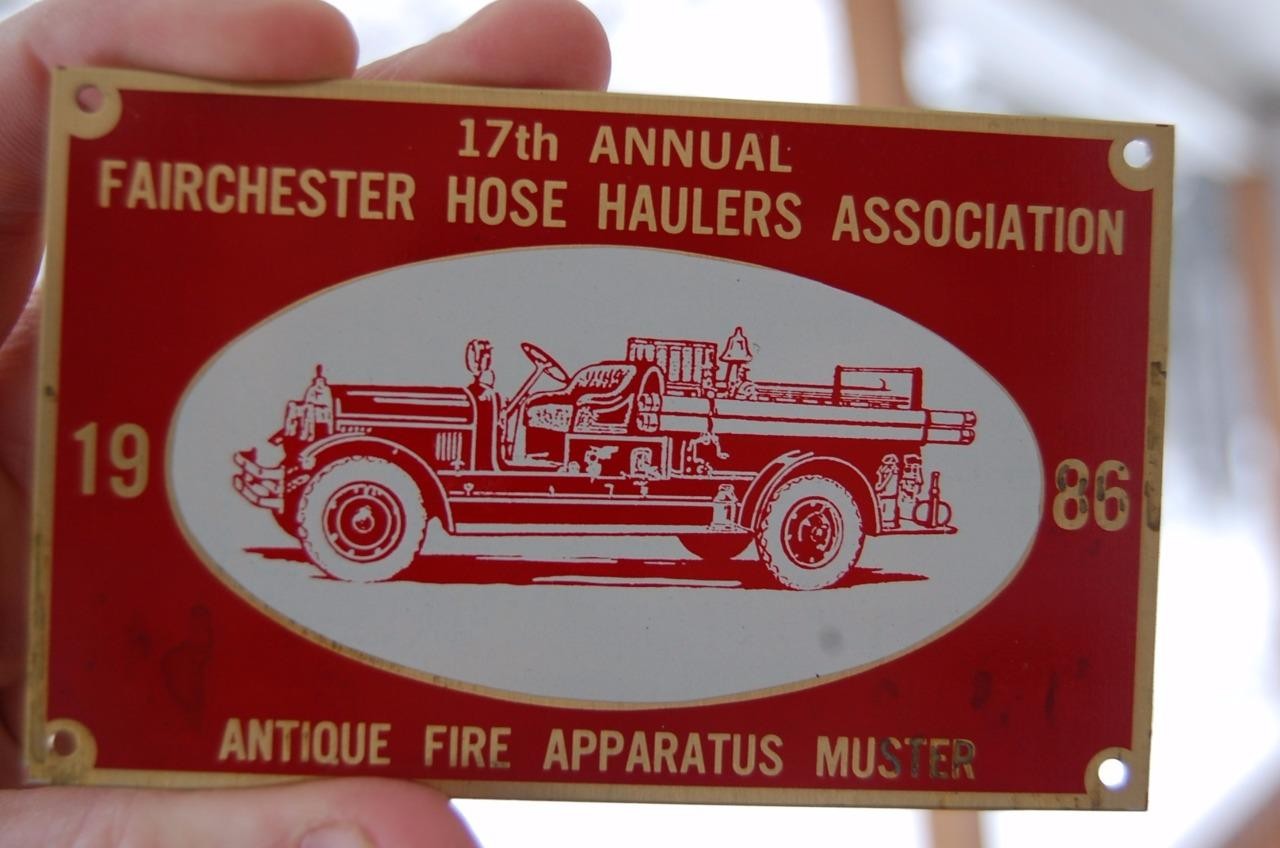 17th ANNUAL
FAIRCHESTER HOSE HAULERS ASSOCIATION
19 86
ANTIQUE FIRE APPARATUS MUSTER